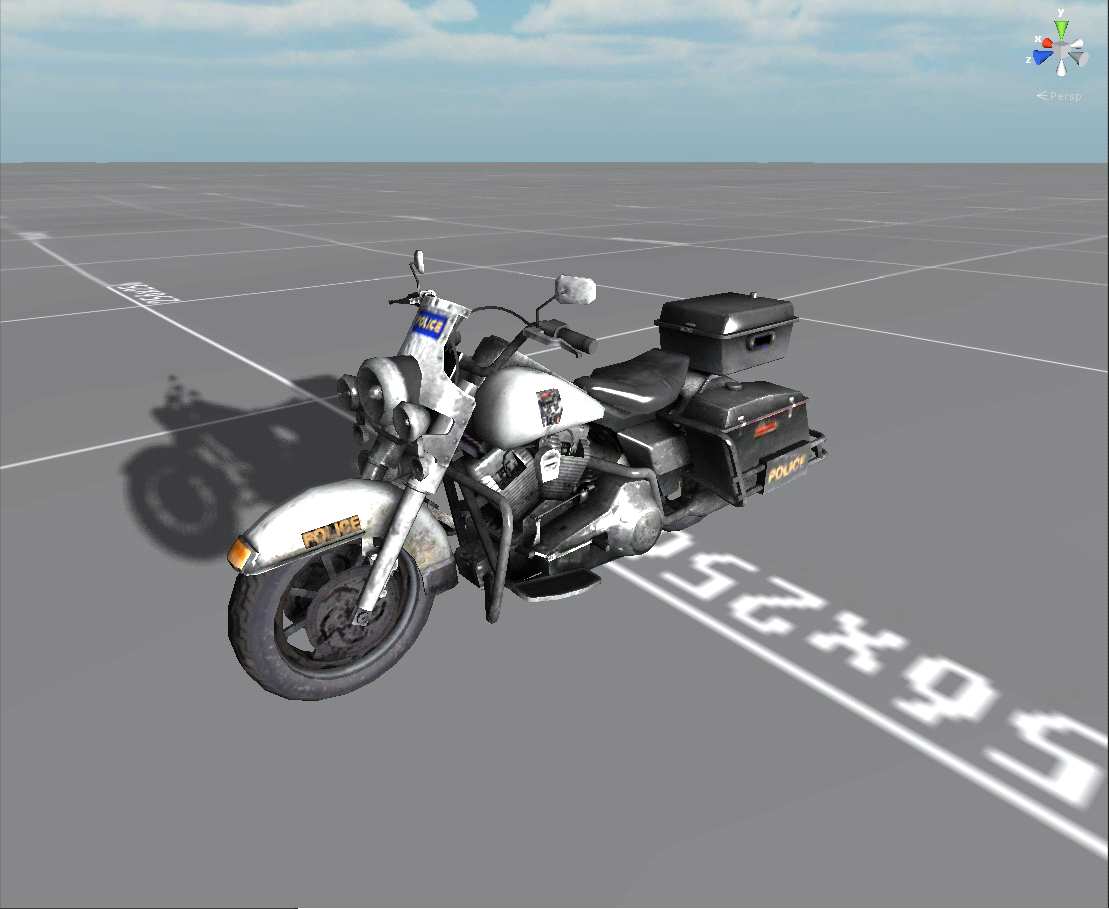 y
x
z
Persp
POLICE
POLICE
POLICE
56X256